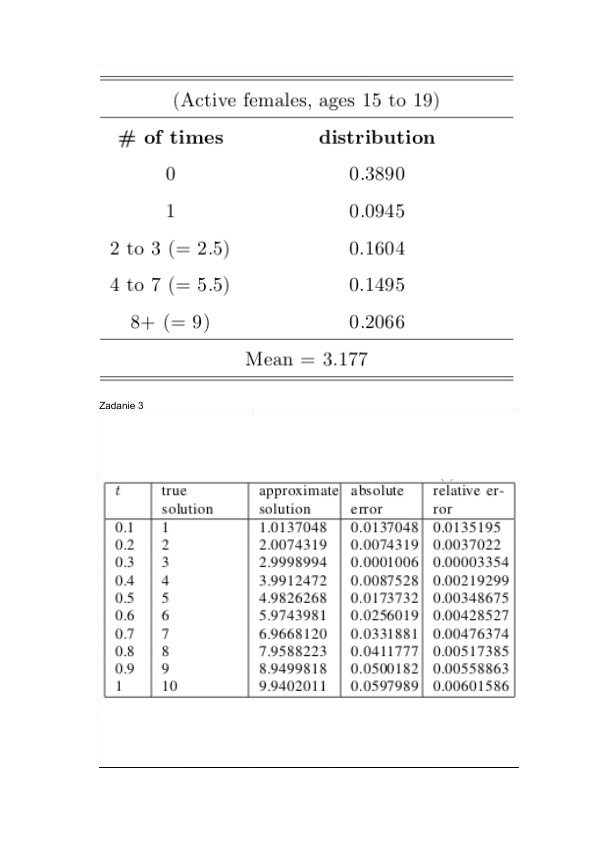 (Active females, ages 15 to 19)
# of times distribution
0 0.3890
1 0.0945
2 to 3 (= 2.5) 0.1604
4 to 7 (= 5.5) 0.1495
8+ (= 9) 0.2066
Mean = 3.177
Zadanie 3
t true approximate absolute relative er-
solution solution error ror
0.1 1 1.0137048 0.0137048 0.0135195
0.2 2 2.0074319 0.0074319 0.0037022
0.3 3 2.9998994 0.0001006 0.00003354
0.4 4 3.9912472 0.0087528 0.00219299
0.5 5 4.9826268 0.0173732 0.00348675
0.6 6 5.9743981 0.0256019 0.00428527
0.7 7 6.9668120 0.0331881 0.00476374
0.8 8 7.9588223 0.0411777 0.00517385
0.9 9 8.9499818 0.0500182 0.00558863
1 10 9.9402011 0.0597989 0.00601586